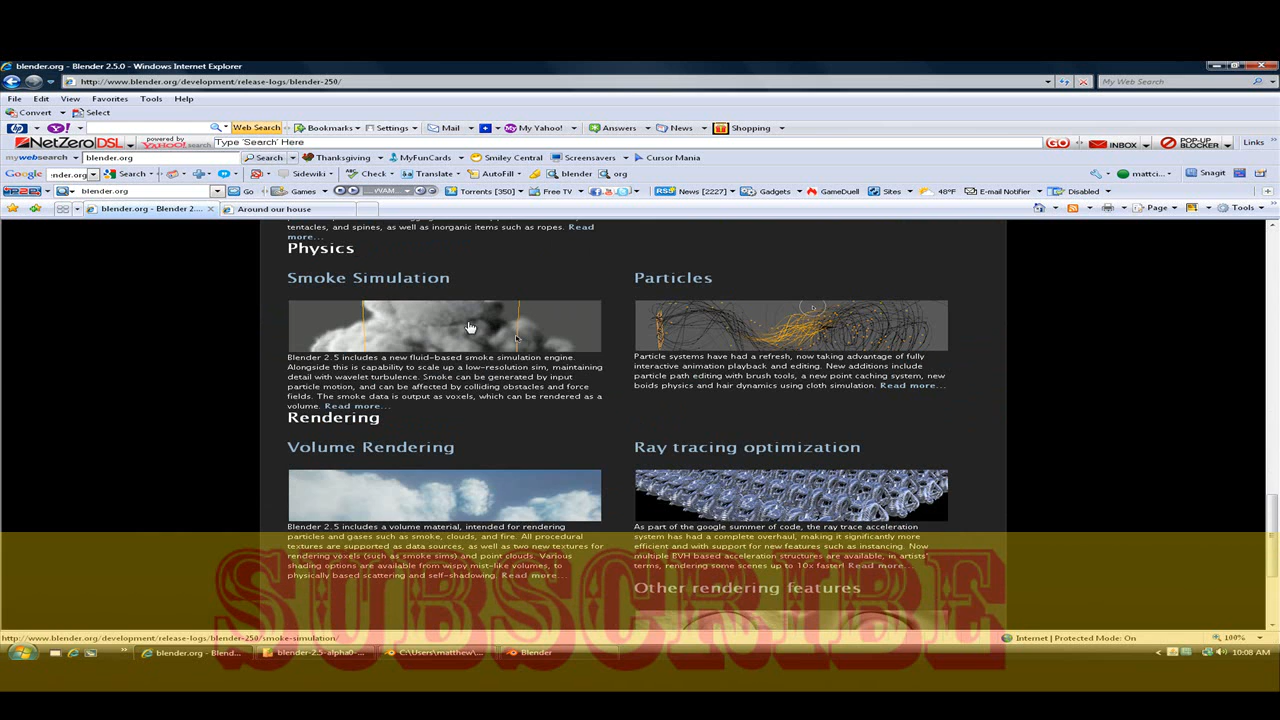 blender.org - Blender 2.5.0 - Windows Internet Explorer
http://www.blender.org/development/release-logs/blender-250/
My Web Search
File Edit View Favorites Tools Help
Convert Select
Web Search Bookmarks Settings Mail My Yahoo! Answers News Shopping
NetZero DSL powered by YAHOO! search Type 'Search' Here GO INBOX POP-UP BLOCKER Links
mywebsearch blender.org Search Thanksgiving MyFunCards Smiley Central Screensavers Cursor Mania
Google nder.org Search Sidewiki Check Translate AutoFill blender org mattci... Snagit
blender.org Go Games ...WAM... Torrents [350] Free TV RSS News [2227] Gadgets GameDuell Sites 48°F E-mail Notifier Disabled
blender.org - Blender 2.... Around our house Page Tools
tentacles, and spines, as well as inorganic items such as ropes. Read
more...
Physics
Smoke Simulation
Blender 2.5 includes a new fluid-based smoke simulation engine.
Alongside this is capability to scale up a low-resolution sim, maintaining
detail with wavelet turbulence. Smoke can be generated by input
particle motion, and can be affected by colliding obstacles and force
fields. The smoke data is output as voxels, which can be rendered as a
volume. Read more...
Particles
Particle systems have had a refresh, now taking advantage of fully
interactive animation playback and editing. New additions include
particle path editing with brush tools, a new point caching system, new
boids physics and hair dynamics using cloth simulation. Read more...
Rendering
Volume Rendering
Blender 2.5 includes a volume material, intended for rendering
particles and gases such as smoke, clouds, and fire. All procedural
textures are supported as data sources, as well as two new textures for
rendering voxels (such as smoke sims) and point clouds. Various
shading options are available from wispy mist-like volumes, to
physically based scattering and self-shadowing. Read more...
Ray tracing optimization
As part of the google summer of code, the ray trace acceleration
system has had a complete overhaul, making it significantly more
efficient and with support for new features such as instancing. Now
multiple BVH based acceleration structures are available, in artists'
terms, rendering some scenes up to 10x faster! Read more...
Other rendering features
SUBSCRIBE
http://www.blender.org/development/release-logs/blender-250/smoke-simulation/
Internet | Protected Mode: On 100%
blender.org - Blend... blender-2.5-alpha0-... C:\Users\matthew\... Blender 10:08 AM